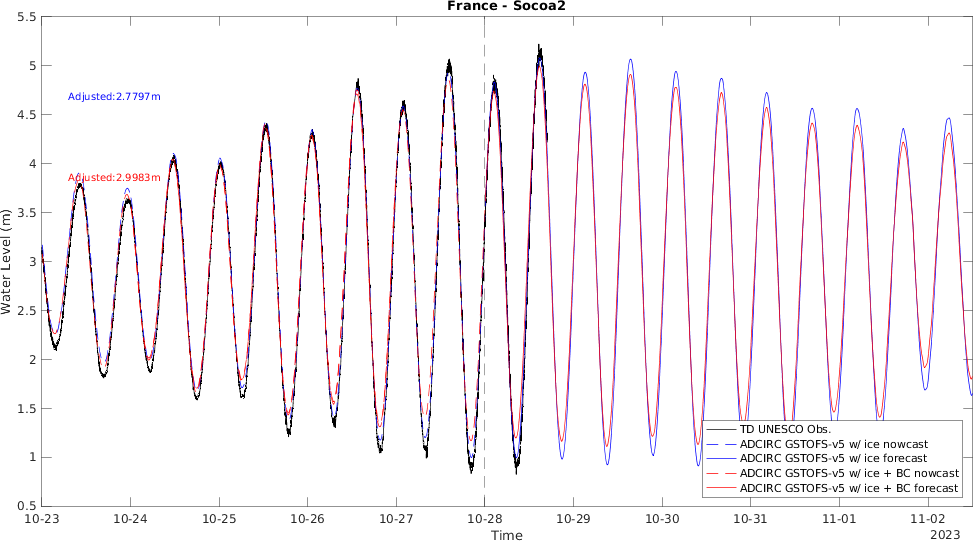 France - Socoa2
5.5
5
4.5
4
3.5
3
2.5
2
1.5
1
0.5
Water Level (m)
Adjusted:2.7797m
Adjusted:2.9983m
TD UNESCO Obs.
ADCIRC GSTOFS-v5 w/ ice nowcast
ADCIRC GSTOFS-v5 w/ ice forecast
ADCIRC GSTOFS-v5 w/ ice + BC nowcast
ADCIRC GSTOFS-v5 w/ ice + BC forecast
10-23 10-24 10-25 10-26 10-27 10-28 10-29 10-30 10-31 11-01 11-02
Time
2023